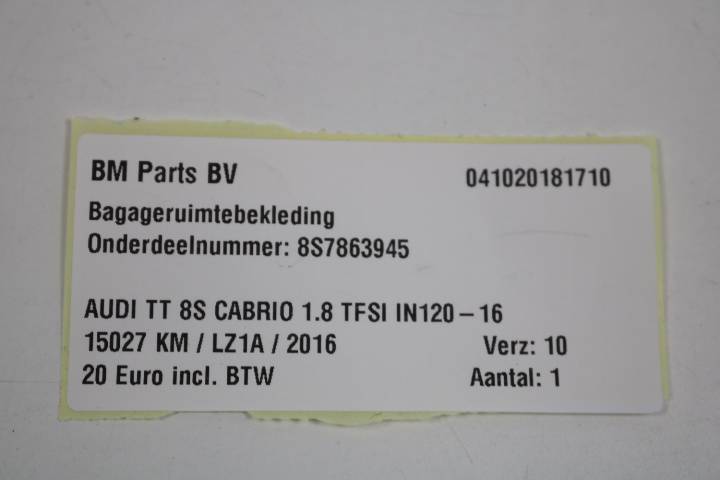 BM Parts BV 041020181710
Bagageruimtebekleding
Onderdeelnummer: 8S7863945
AUDI TT 8S CABRIO 1.8 TFSI IN120-16
15027 KM / LZ1A / 2016 Verz: 10
20 Euro incl. BTW Aantal: 1